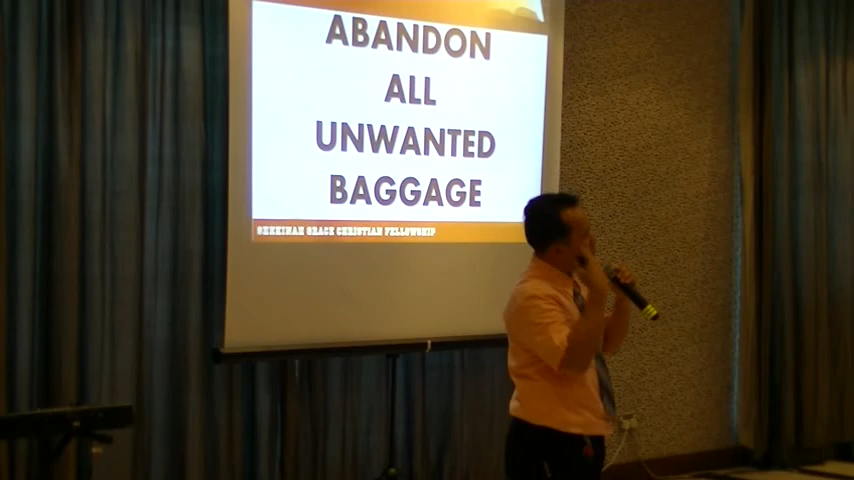 ABANDON
ALL
UNWANTED
BAGGAGE
SHEKINAH GRACE CHRISTIAN FELLOWSHIP